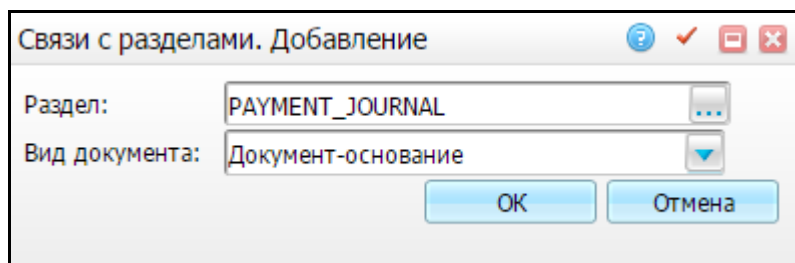 Связи с разделами. Добавление
Раздел: PAYMENT_JOURNAL ...
Вид документа: Документ-основание
ОК Отмена